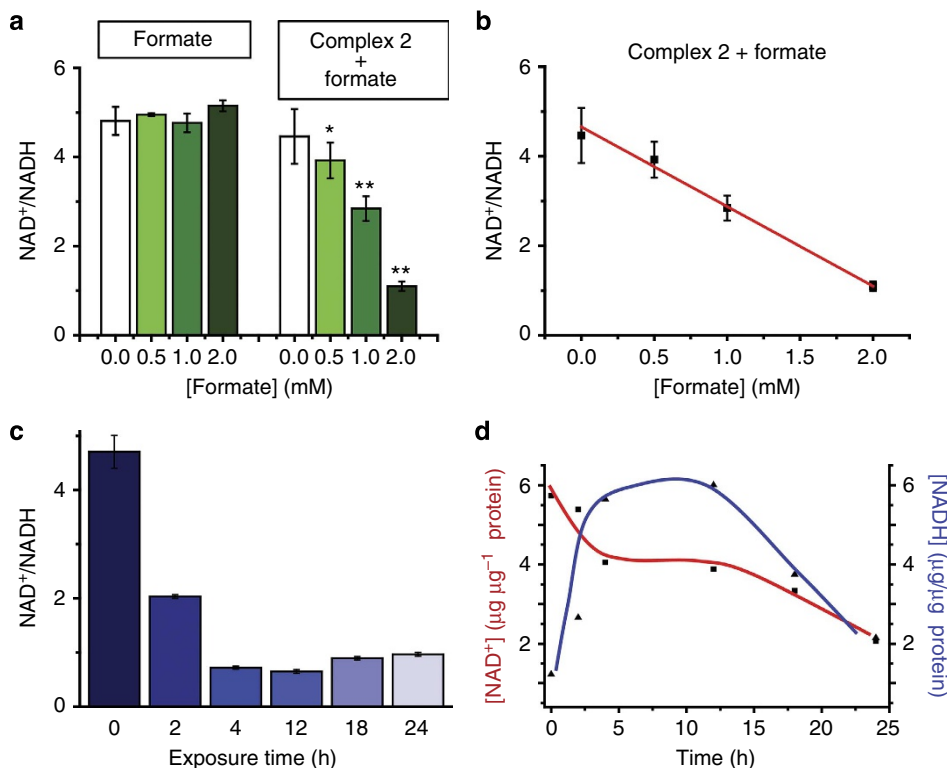 a
Formate
Complex 2
+
formate
NAD⁺/NADH
6
4
2
0
*
**
**
0.0 0.5 1.0 2.0 0.0 0.5 1.0 2.0
[Formate] (mM)
b
Complex 2 + formate
NAD⁺/NADH
6
4
2
0
0.0 0.5 1.0 1.5 2.0
[Formate] (mM)
c
NAD⁺/NADH
4
2
0
0 2 4 12 18 24
Exposure time (h)
d
[NAD⁺] (µg µg⁻¹ protein)
6
4
2
6
4
2
[NADH] (µg/µg protein)
0 5 10 15 20 25
Time (h)